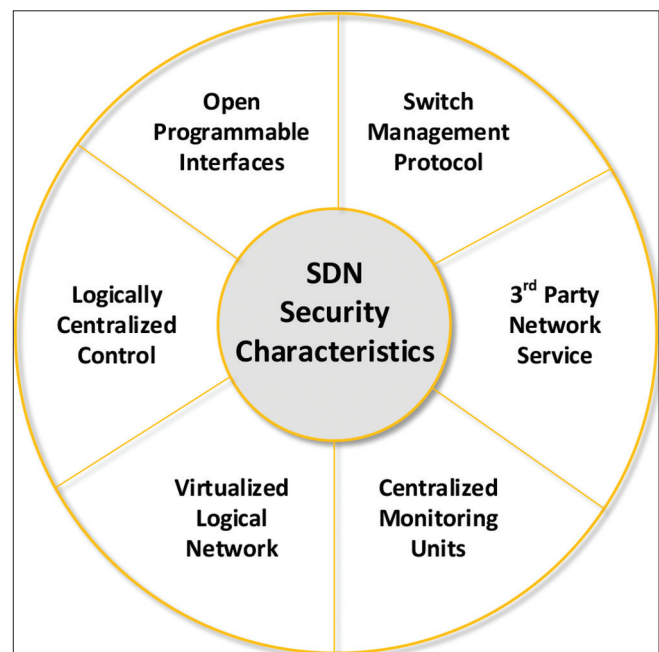 SDN
Security
Characteristics
Open
Programmable
Interfaces
Switch
Management
Protocol
3rd Party
Network
Service
Centralized
Monitoring
Units
Virtualized
Logical
Network
Logically
Centralized
Control